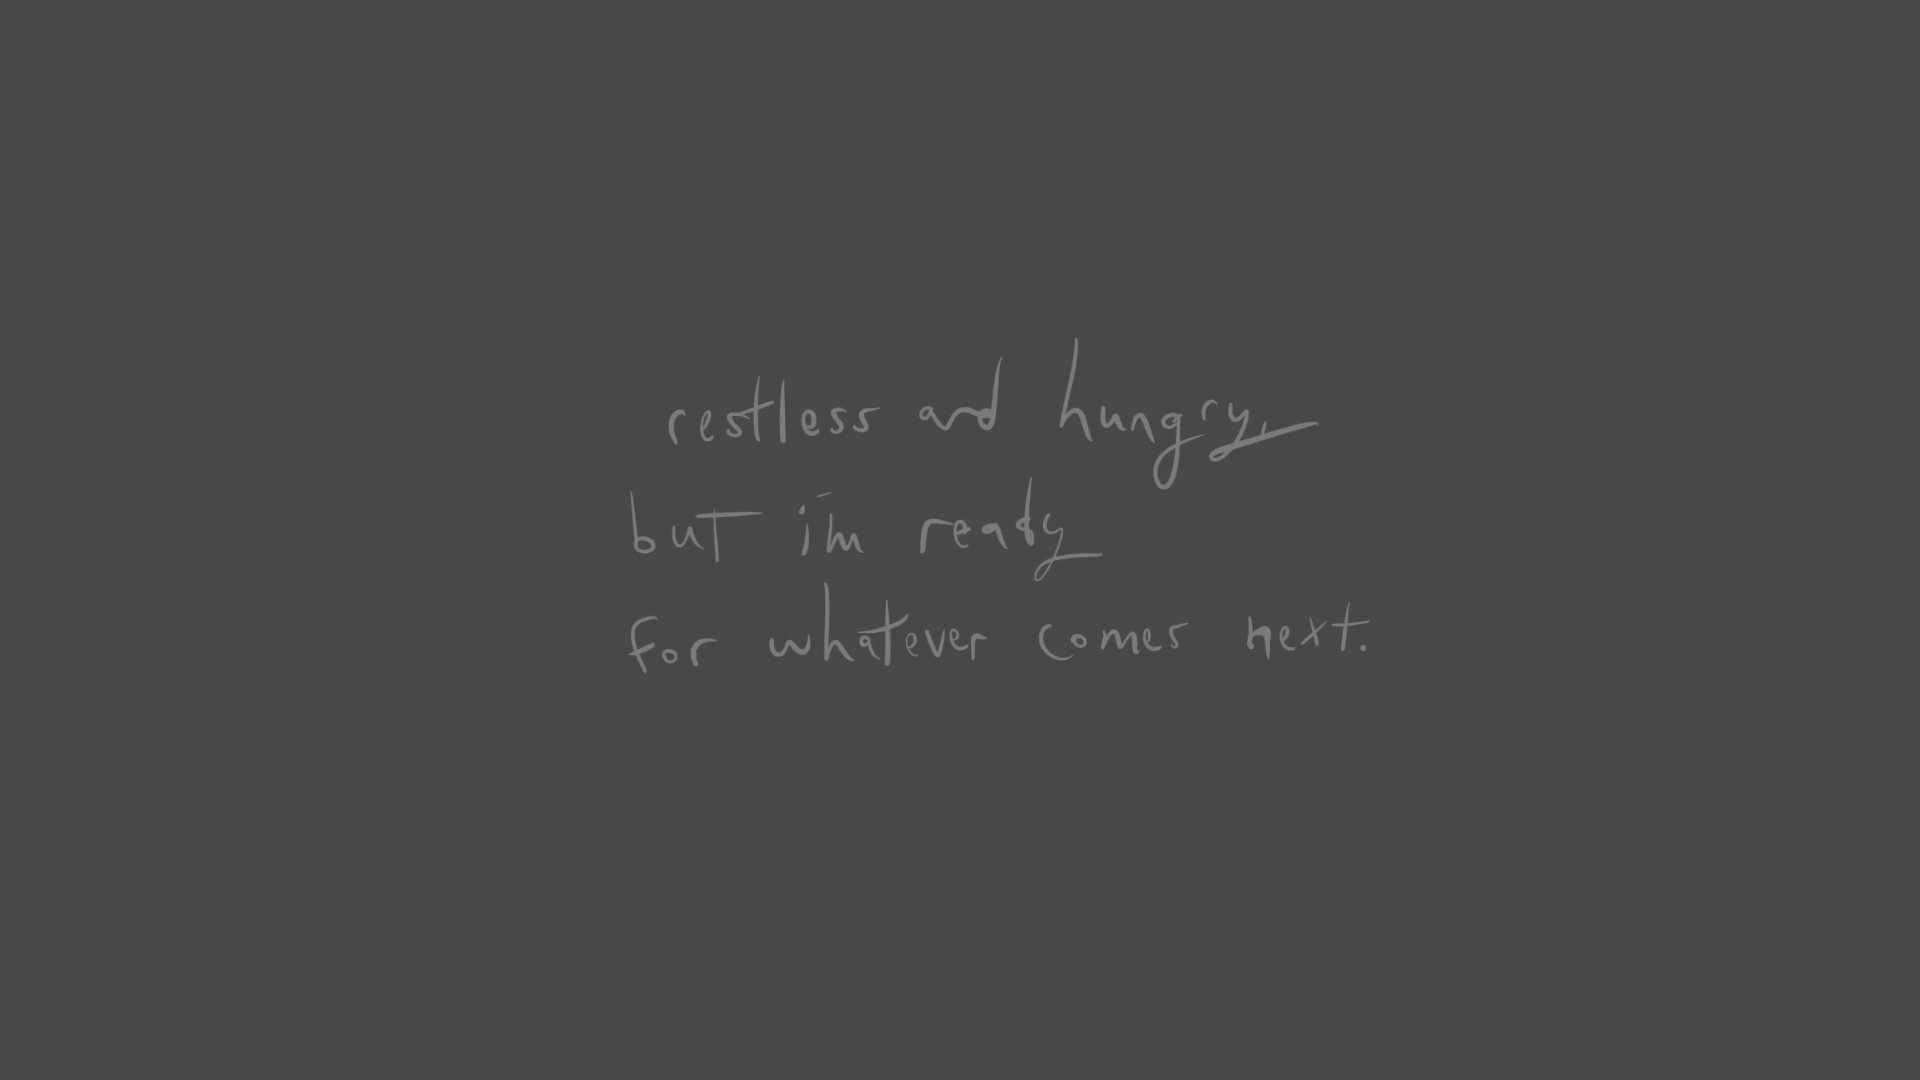 restless and hungry,
but i'm ready
for whatever comes next.